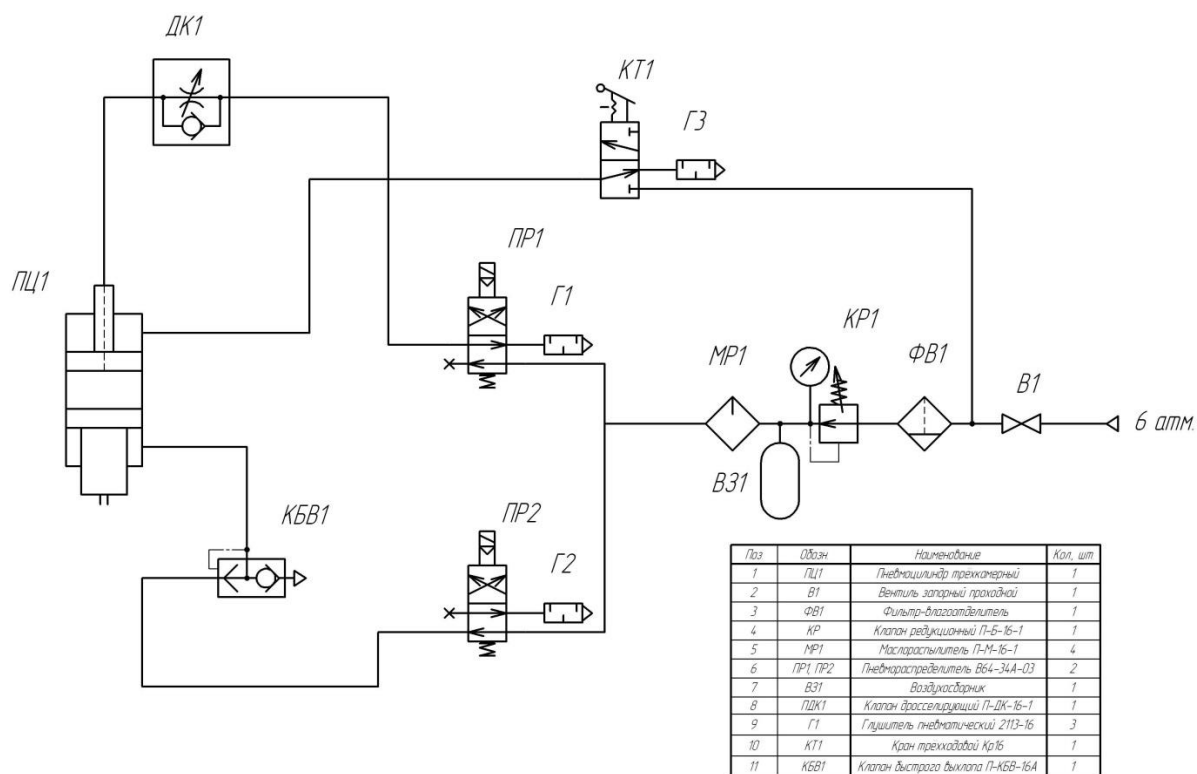 ДК1
КТ1
Г3
ПР1
ПЦ1
Г1
КР1
МР1
ФВ1
В1
6 атм.
ВЗ1
КБВ1
ПР2
Г2
Поз Обозн Наименование Кол, шт
1 ПЦ1 Пневмоцилиндр трехкамерный 1
2 В1 Вентиль запорный проходной 1
3 ФВ1 Фильтр-влагоотделитель 1
4 КР Клапан редукционный П-Б-16-1 1
5 МР1 Маслораспылитель П-М-16-1 4
6 ПР1, ПР2 Пневмораспределитель В64-34А-03 2
7 ВЗ1 Воздухосборник 1
8 ПДК1 Клапан дросселирующий П-ДК-16-1 1
9 Г1 Глушитель пневматический 2113-16 3
10 КТ1 Кран трехходовой Кр16 1
11 КБВ1 Клапан быстрого выхлопа П-КБВ-16А 1